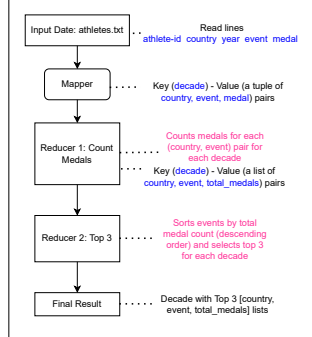 Input Date: athletes.txt
Read lines
athlete-id country year event medal
Mapper
Key (decade) - Value (a tuple of
country, event, medal) pairs
Reducer 1: Count
Medals
Counts medals for each
(country, event) pair for
each decade
Key (decade) - Value (a list of
country, event, total_medals) pairs
Reducer 2: Top 3
Sorts events by total
medal count (descending
order) and selects top 3
for each decade
Final Result
Decade with Top 3 [country,
event, total_medals] lists